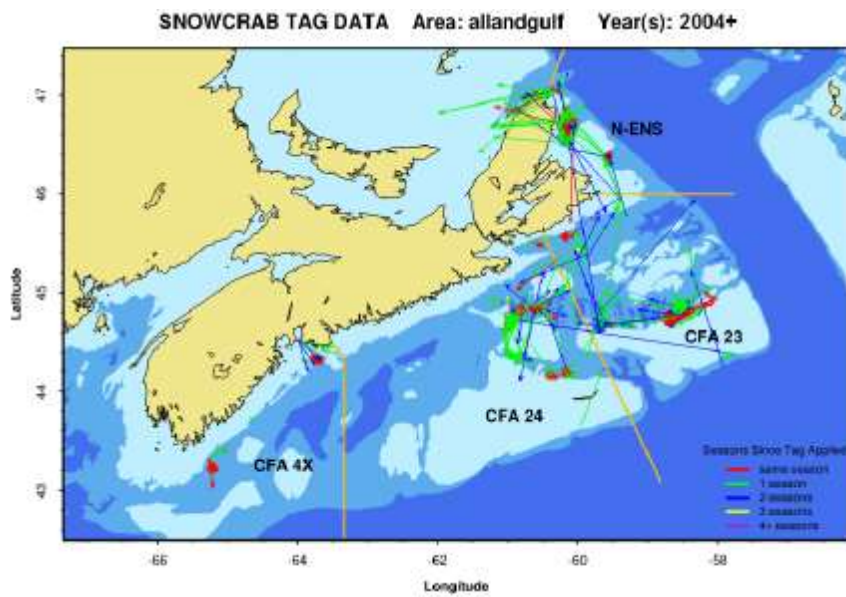 SNOWCRAB TAG DATA Area: allandgulf Year(s): 2004+
47
46
45
44
43
Latitude
N-ENS
CFA 23
CFA 24
CFA 4X
Seasons Since Tag Applied
same season
1 season
2 seasons
3 seasons
4+ seasons
-66
-64
-62
-60
-58
Longitude